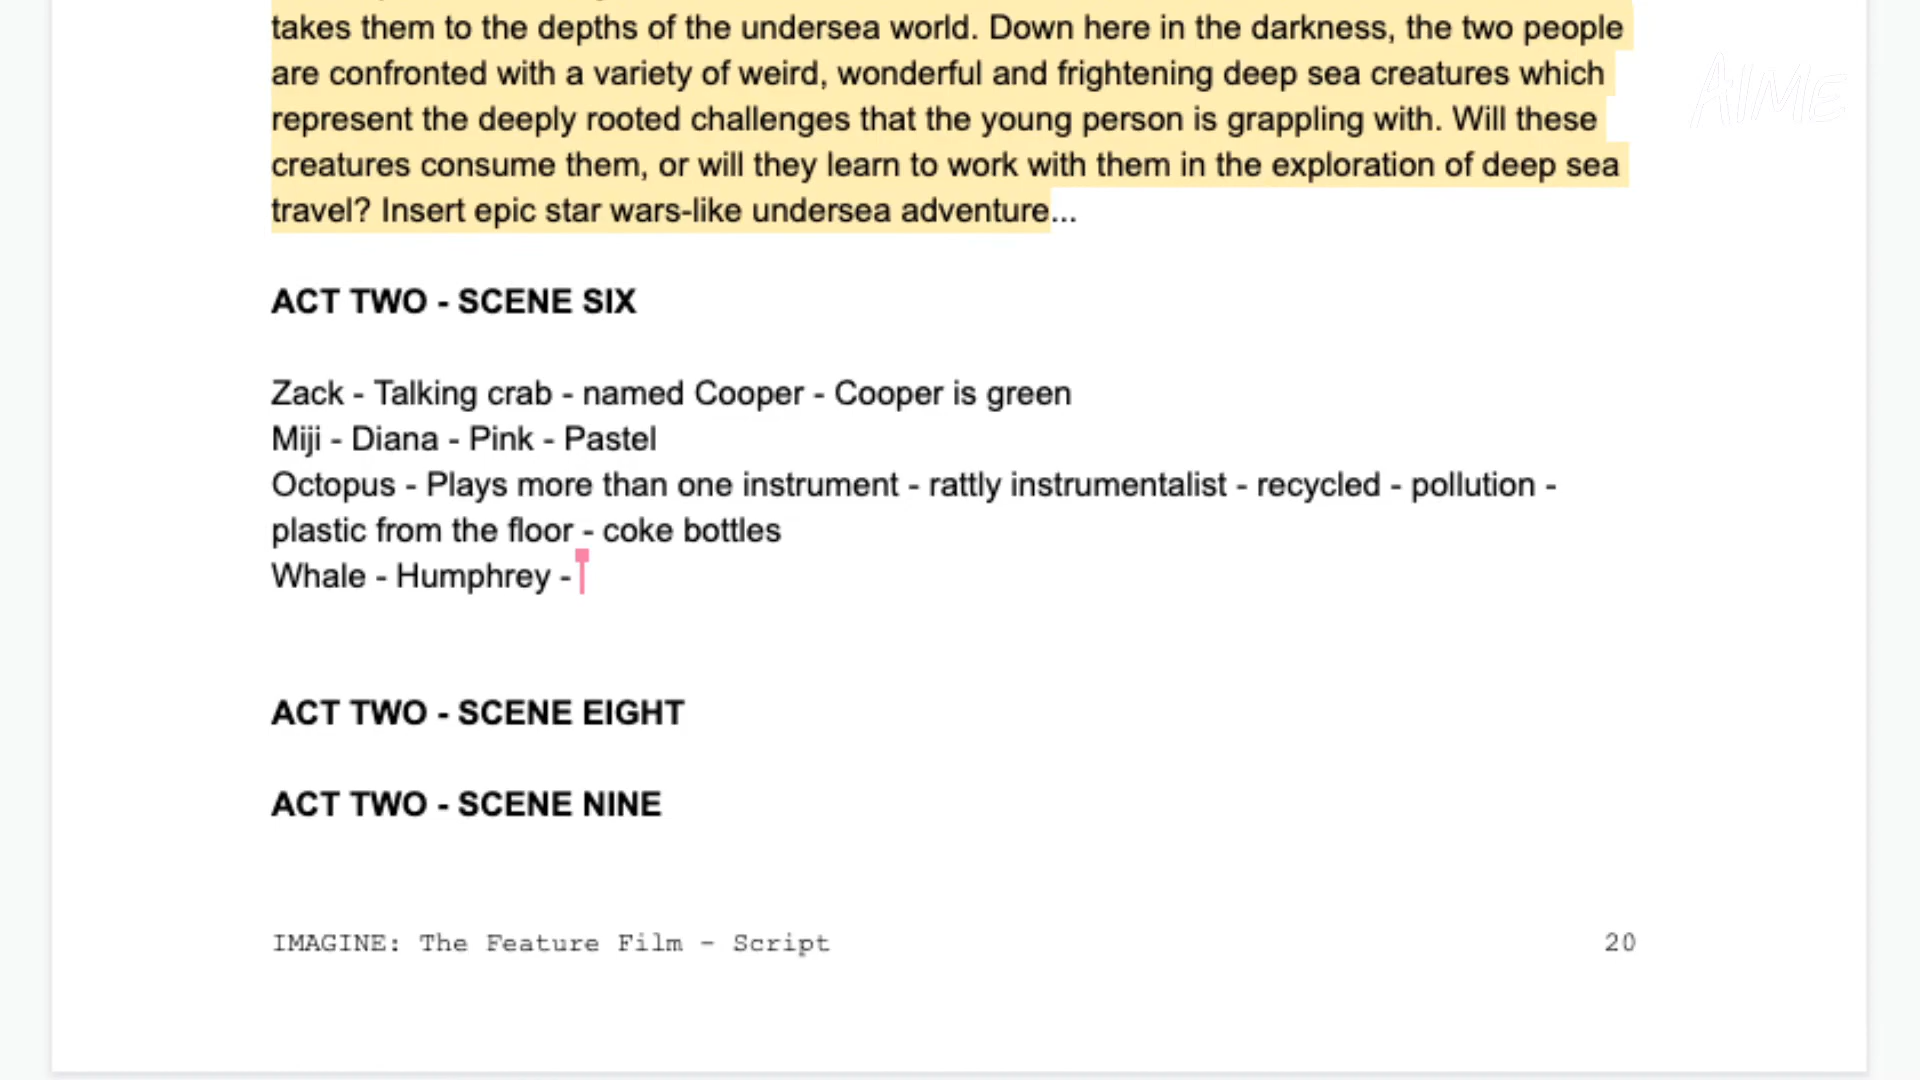 takes them to the depths of the undersea world. Down here in the darkness, the two people
are confronted with a variety of weird, wonderful and frightening deep sea creatures which
represent the deeply rooted challenges that the young person is grappling with. Will these
creatures consume them, or will they learn to work with them in the exploration of deep sea
travel? Insert epic star wars-like undersea adventure...
AIME
ACT TWO - SCENE SIX
Zack - Talking crab - named Cooper - Cooper is green
Miji - Diana - Pink - Pastel
Octopus - Plays more than one instrument - rattly instrumentalist - recycled - pollution -
plastic from the floor - coke bottles
Whale - Humphrey -
ACT TWO - SCENE EIGHT
ACT TWO - SCENE NINE
IMAGINE: The Feature Film - Script 20